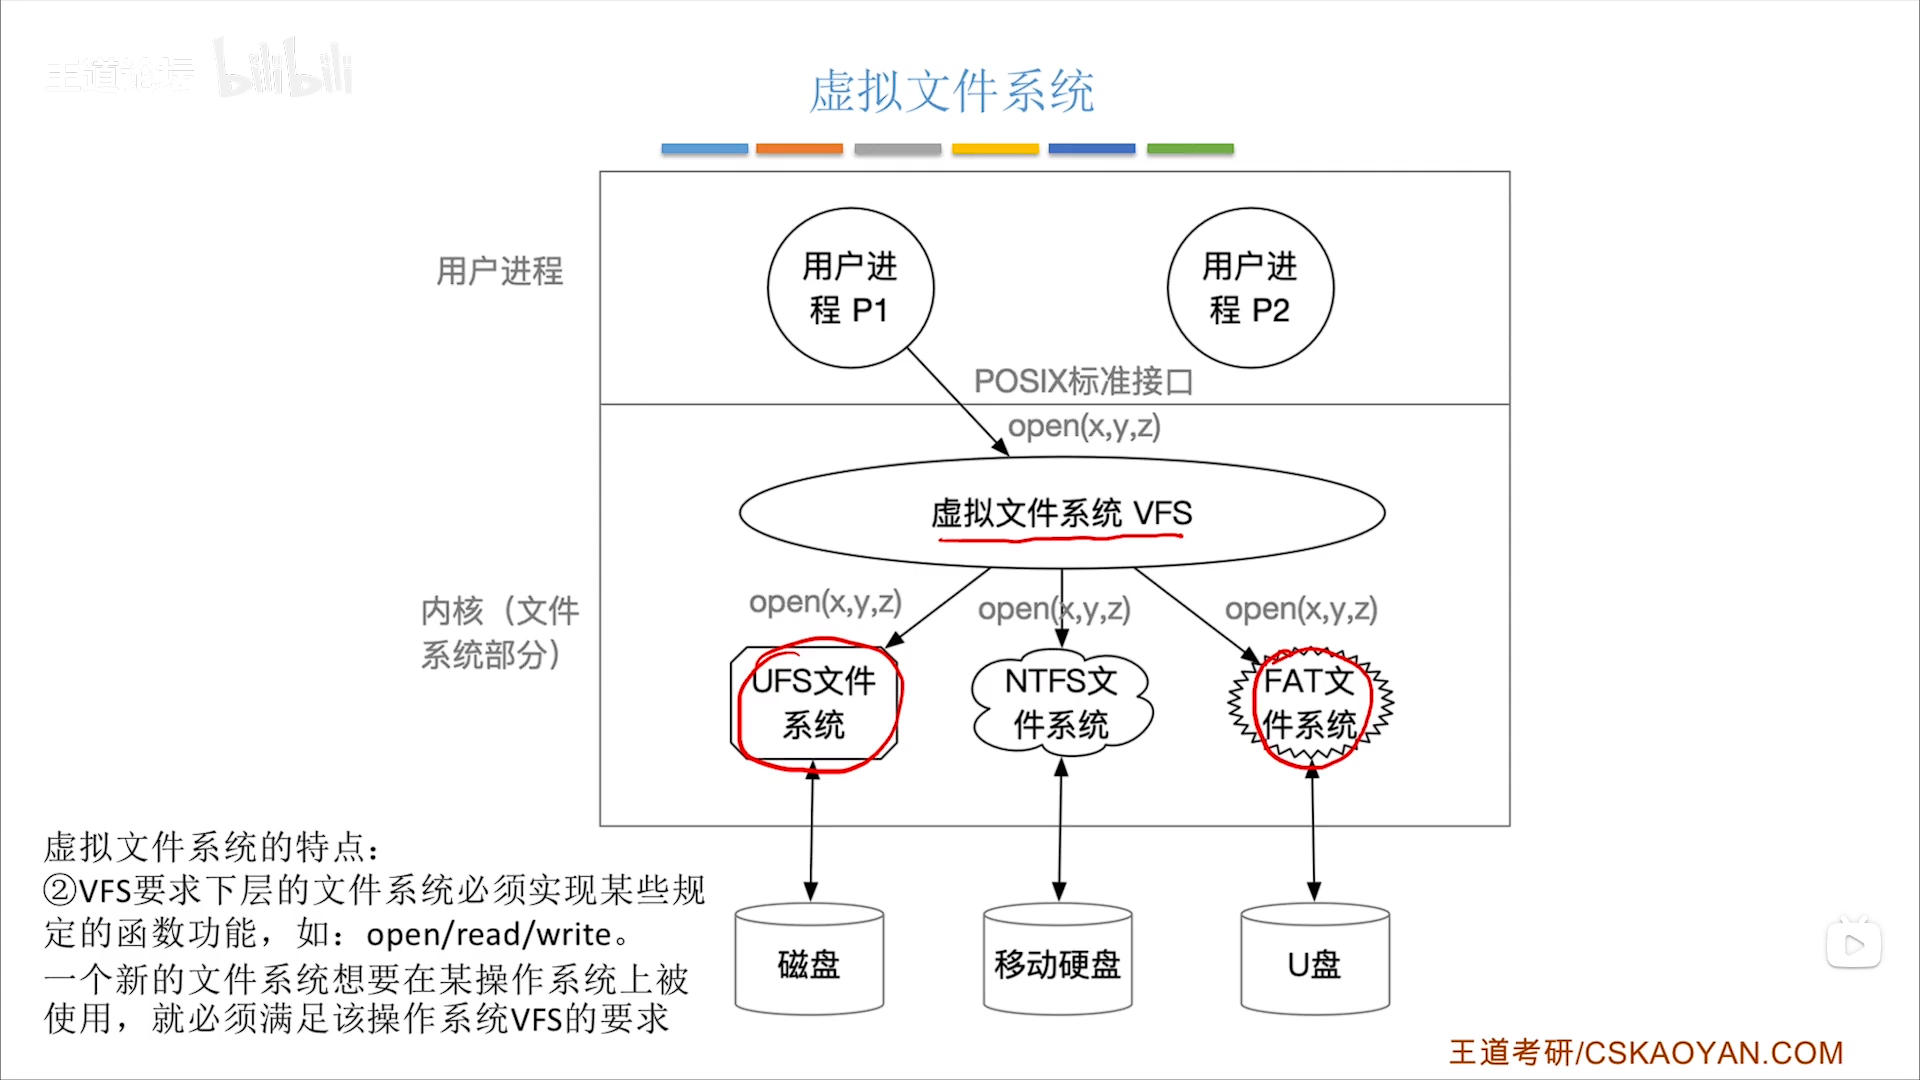 王道论坛 bilibili
虚拟文件系统
用户进程
用户进
程 P1
用户进
程 P2
POSIX标准接口
open(x,y,z)
虚拟文件系统 VFS
内核（文件
系统部分）
open(x,y,z)
open(x,y,z)
open(x,y,z)
UFS文件
系统
NTFS文
件系统
FAT文
件系统
虚拟文件系统的特点：
②VFS要求下层的文件系统必须实现某些规
定的函数功能，如：open/read/write。
一个新的文件系统想要在某操作系统上被
使用，就必须满足该操作系统VFS的要求
磁盘
移动硬盘
U盘
王道考研/CSKAOYAN.COM